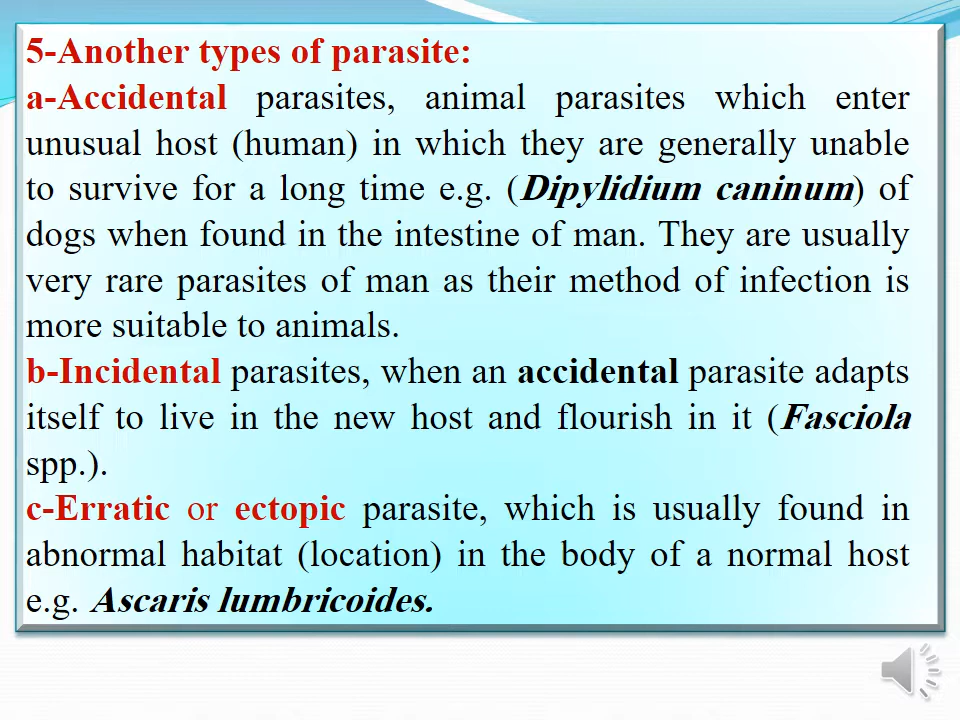 5-Another types of parasite:
a-Accidental parasites, animal parasites which enter
unusual host (human) in which they are generally unable
to survive for a long time e.g. (Dipylidium caninum) of
dogs when found in the intestine of man. They are usually
very rare parasites of man as their method of infection is
more suitable to animals.
b-Incidental parasites, when an accidental parasite adapts
itself to live in the new host and flourish in it (Fasciola
spp.).
c-Erratic or ectopic parasite, which is usually found in
abnormal habitat (location) in the body of a normal host
e.g. Ascaris lumbricoides.